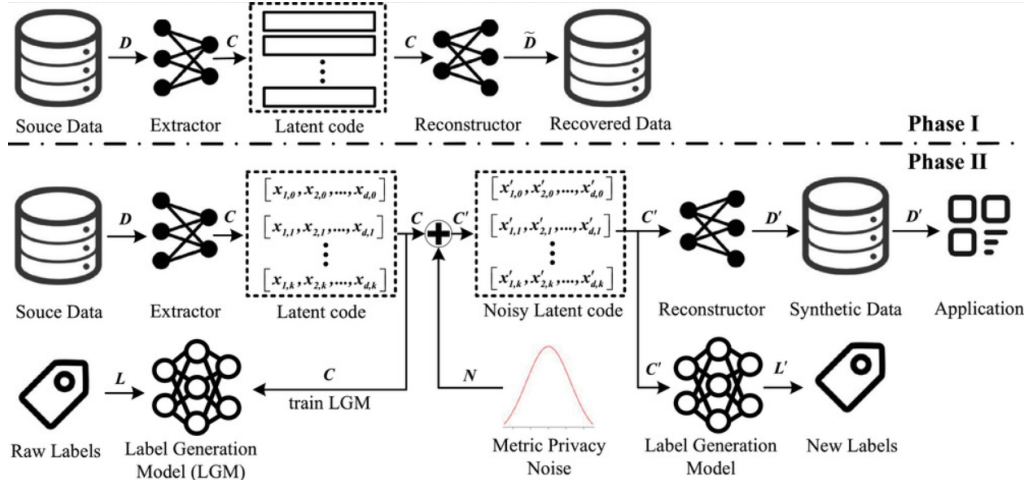 D
C
C
D̃
Souce Data
Extractor
Latent code
Reconstructor
Recovered Data
Phase I
Phase II
D
C
[x1,0, x2,0,..., xd,0]
[x1,1, x2,1,..., xd,1]
[x1,k, x2,k,..., xd,k]
C
C'
[x'1,0, x'2,0,..., x'd,0]
[x'1,1, x'2,1,..., x'd,1]
[x'1,k, x'2,k,..., x'd,k]
C'
D'
D'
Souce Data
Extractor
Latent code
Noisy Latent code
Reconstructor
Synthetic Data
Application
L
C
train LGM
N
C'
L'
Raw Labels
Label Generation
Model (LGM)
Metric Privacy
Noise
Label Generation
Model
New Labels